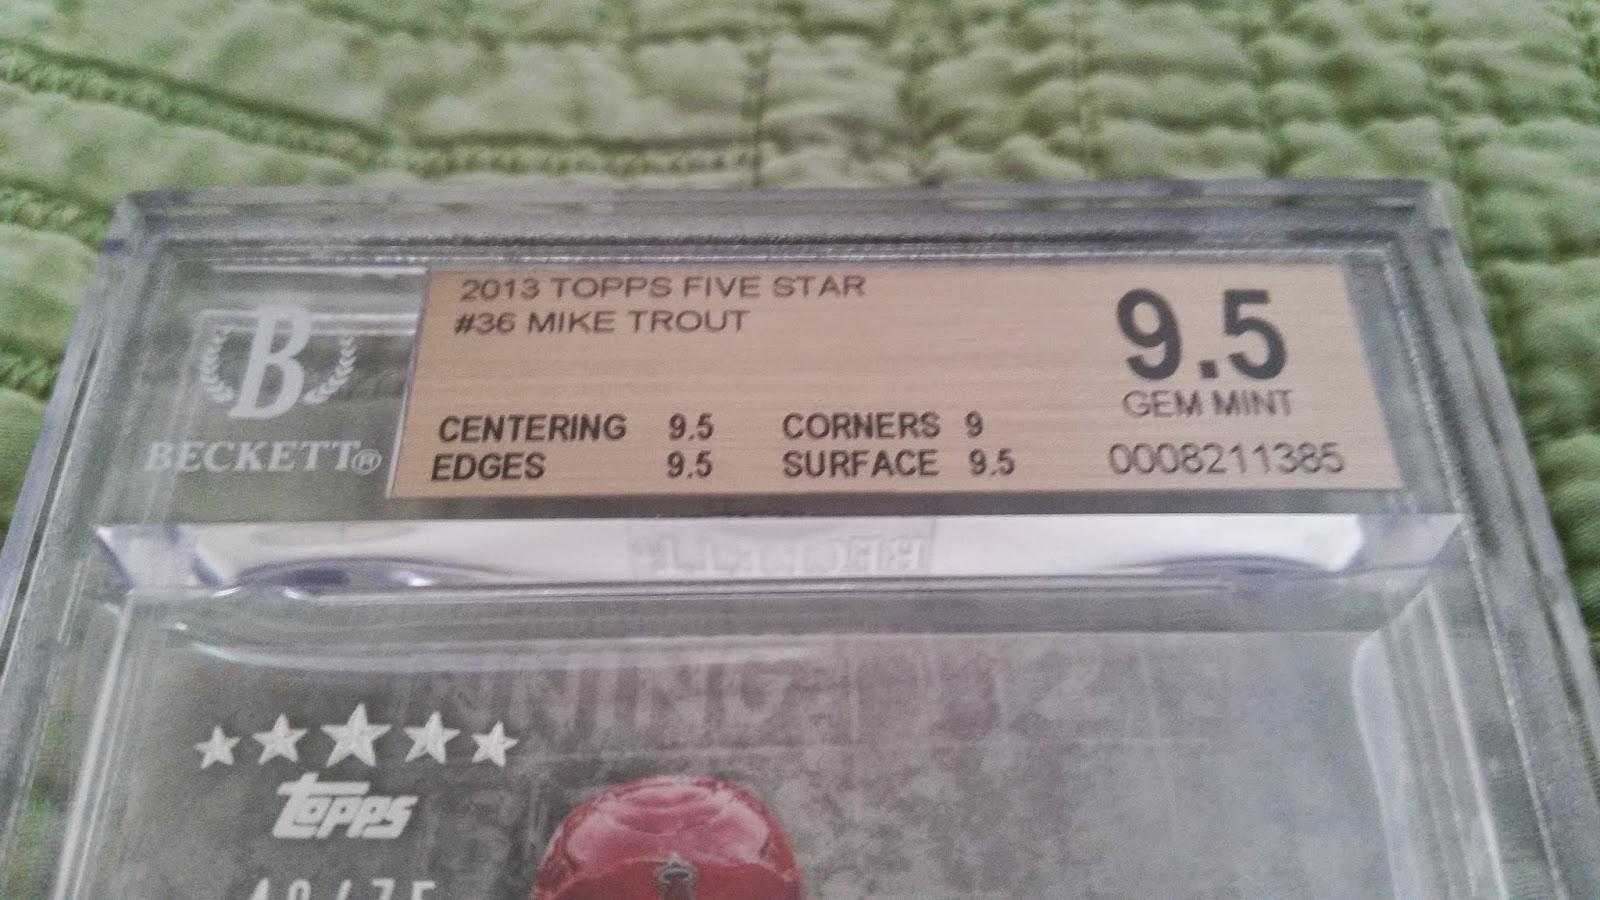 2013 TOPPS FIVE STAR
#36 MIKE TROUT
9.5
GEM MINT
CENTERING 9.5 CORNERS 9
EDGES 9.5 SURFACE 9.5
0008211385
B
BECKETT®
BECKETT
topps